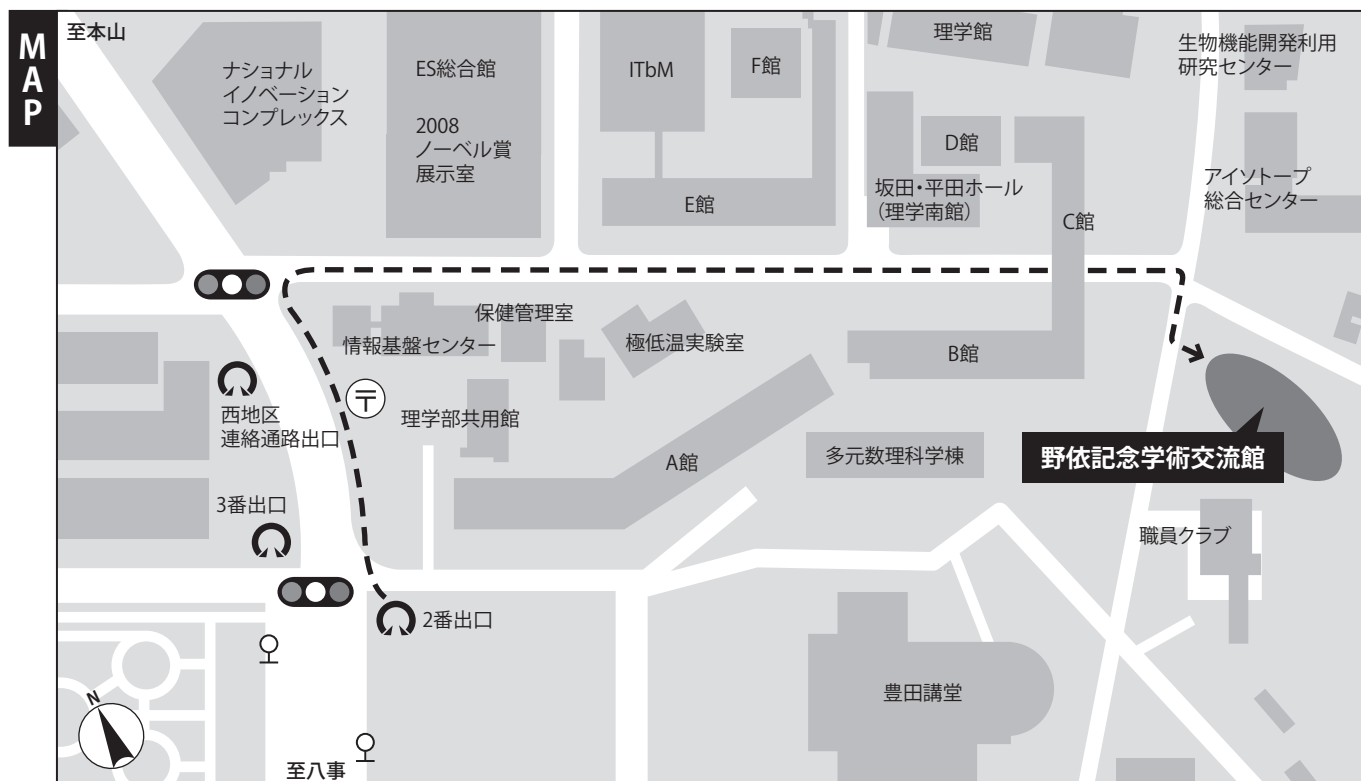 MAP
至本山
ナショナル
イノベーション
コンプレックス
ES総合館
2008
ノーベル賞
展示室
ITbM
F館
E館
理学館
D館
坂田・平田ホール
（理学南館）
C館
生物機能開発利用
研究センター
アイソトープ
総合センター
保健管理室
情報基盤センター
極低温実験室
B館
西地区
連絡通路出口
〒
理学部共用館
A館
多元数理科学棟
野依記念学術交流館
3番出口
職員クラブ
2番出口
豊田講堂
N
至八事